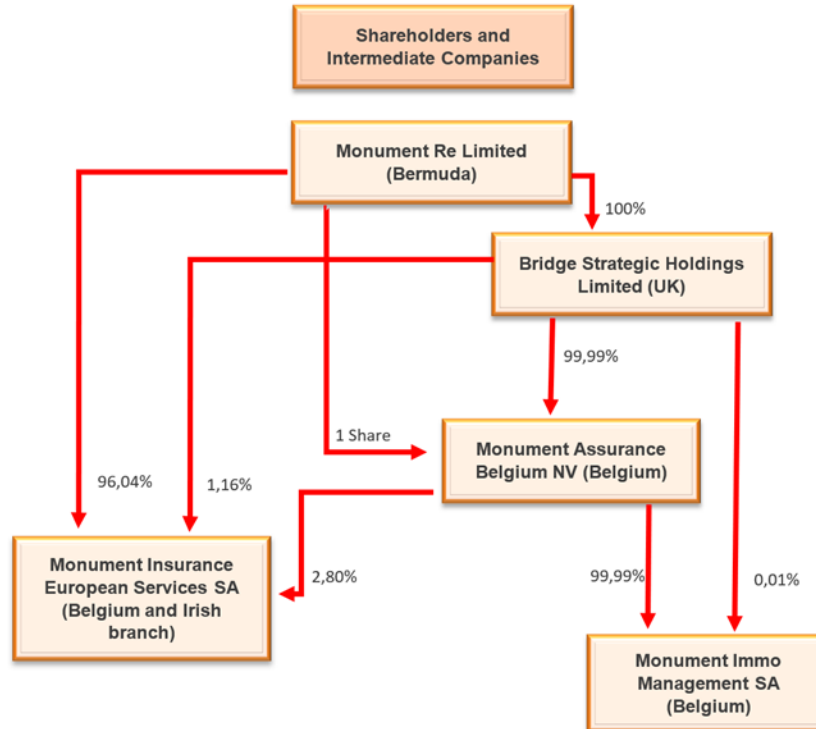 Shareholders and
Intermediate Companies
Monument Re Limited
(Bermuda)
100%
Bridge Strategic Holdings
Limited (UK)
99,99%
1 Share
Monument Assurance
Belgium NV (Belgium)
96,04%
1,16%
Monument Insurance
European Services SA
(Belgium and Irish
branch)
2,80%
99,99%
0,01%
Monument Immo
Management SA
(Belgium)